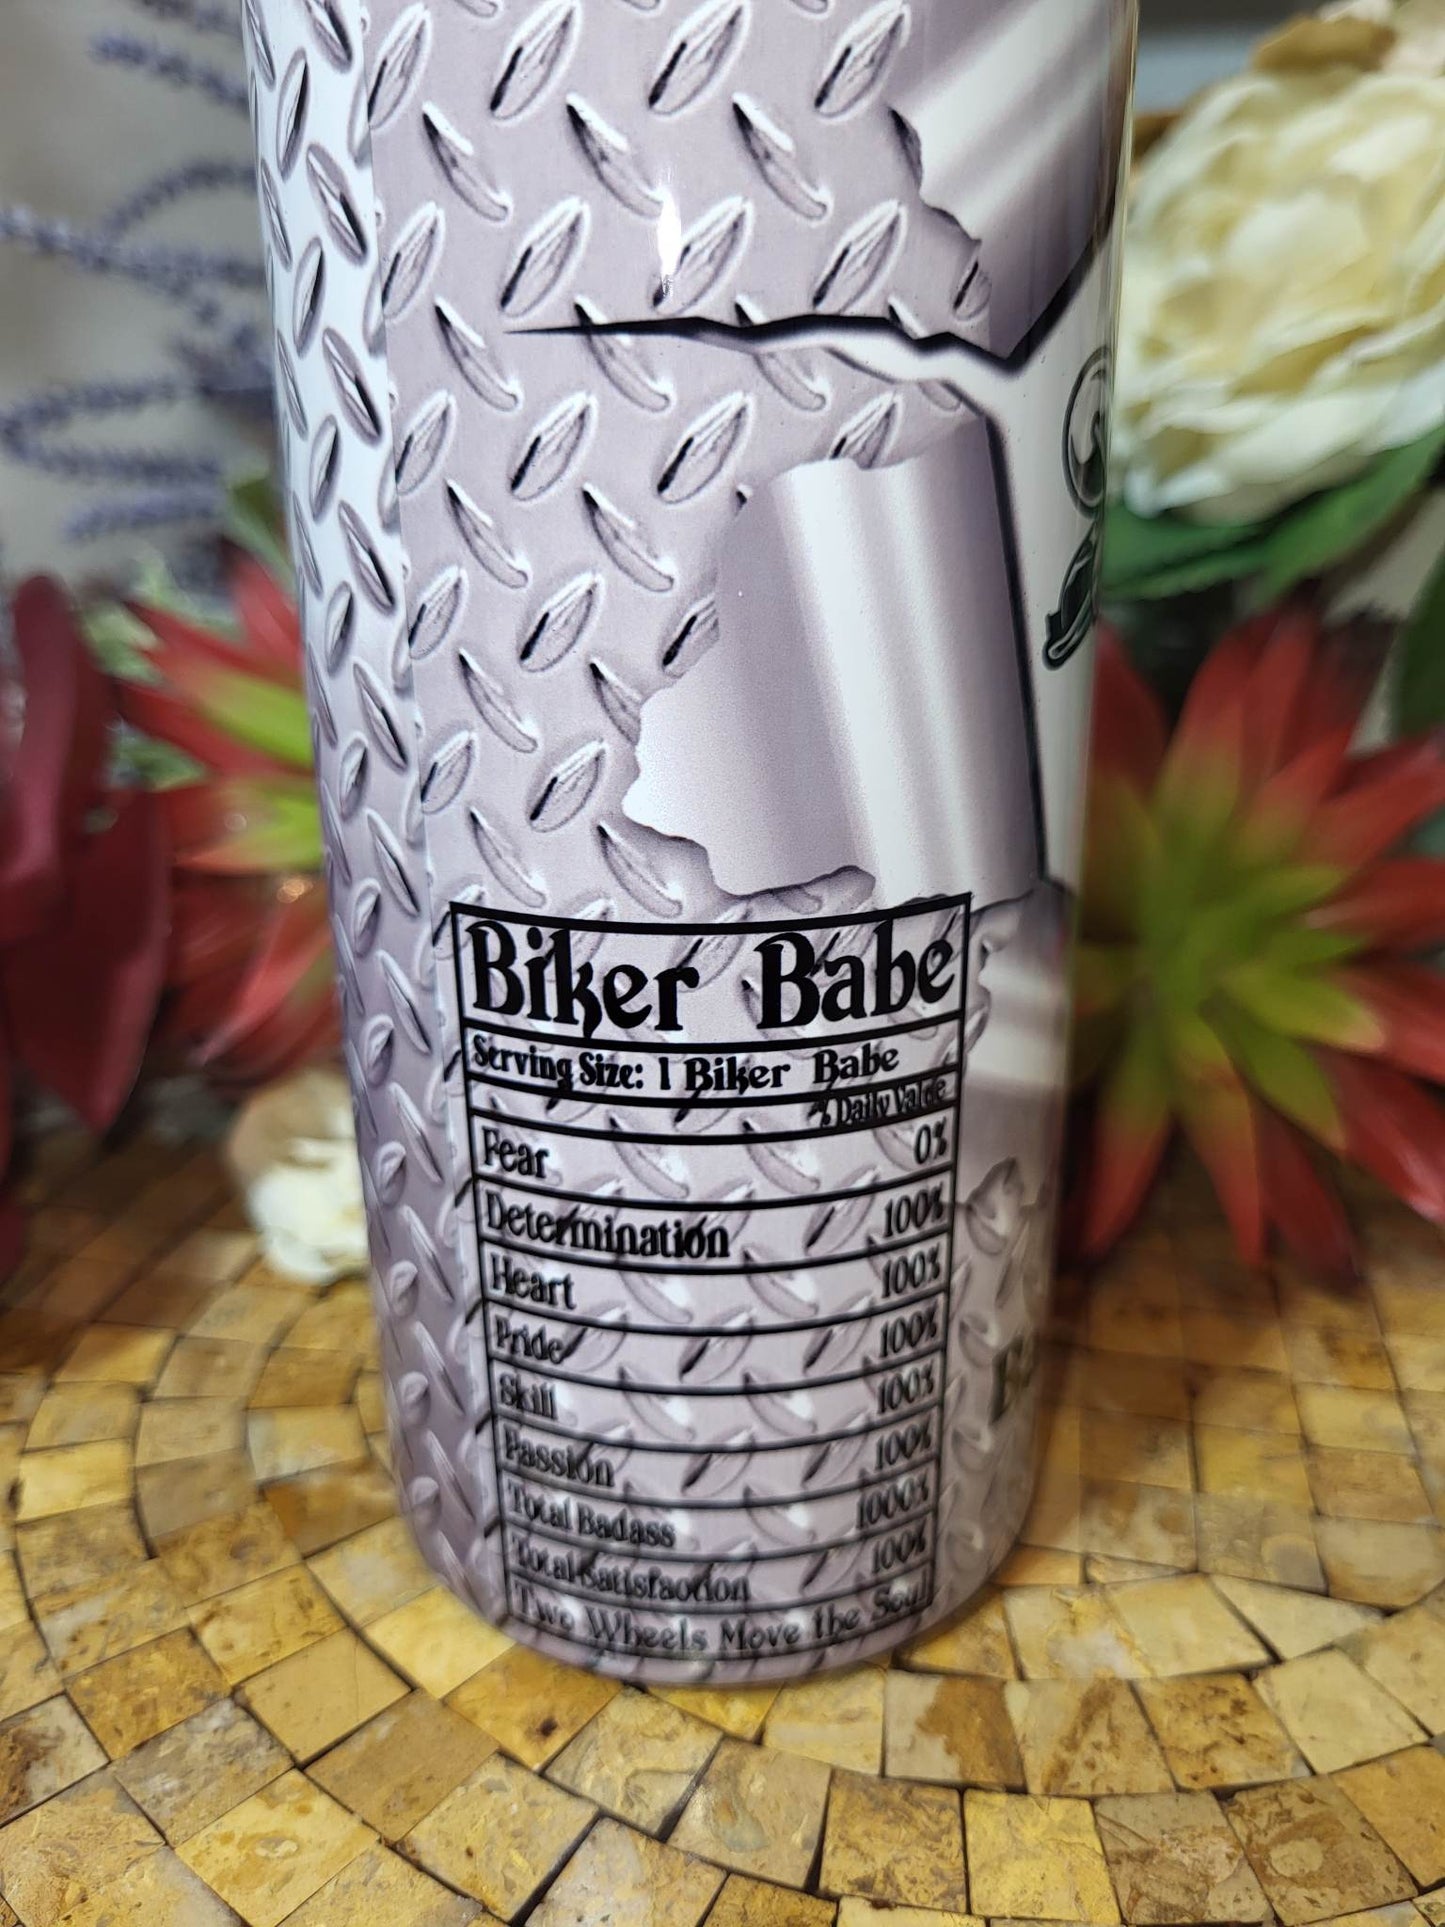 Biker Babe
Serving Size: 1 Biker Babe
% Daily Value
Fear 0%
Determination 100%
Heart 100%
Pride 100%
Skill 100%
Passion 100%
Total Badass 1000%
Total Satisfaction 100%
Two Wheels Move the Soul